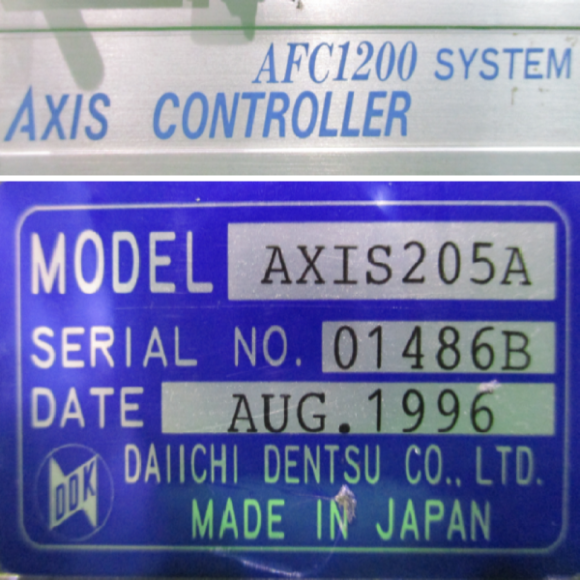 AFC1200 SYSTEM
AXIS CONTROLLER
MODEL AXIS205A
SERIAL NO. 01486B
DATE AUG.1996
DDK DAIICHI DENTSU CO., LTD.
MADE IN JAPAN